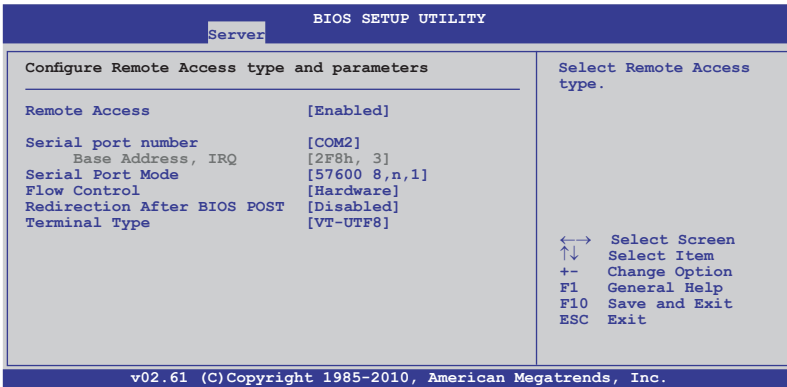 BIOS SETUP UTILITY
Server
Configure Remote Access type and parameters
Remote Access [Enabled]
Serial port number [COM2]
Base Address, IRQ [2F8h, 3]
Serial Port Mode [57600 8,n,1]
Flow Control [Hardware]
Redirection After BIOS POST [Disabled]
Terminal Type [VT-UTF8]
Select Remote Access
type.
←→ Select Screen
↑↓ Select Item
+- Change Option
F1 General Help
F10 Save and Exit
ESC Exit
v02.61 (C)Copyright 1985-2010, American Megatrends, Inc.